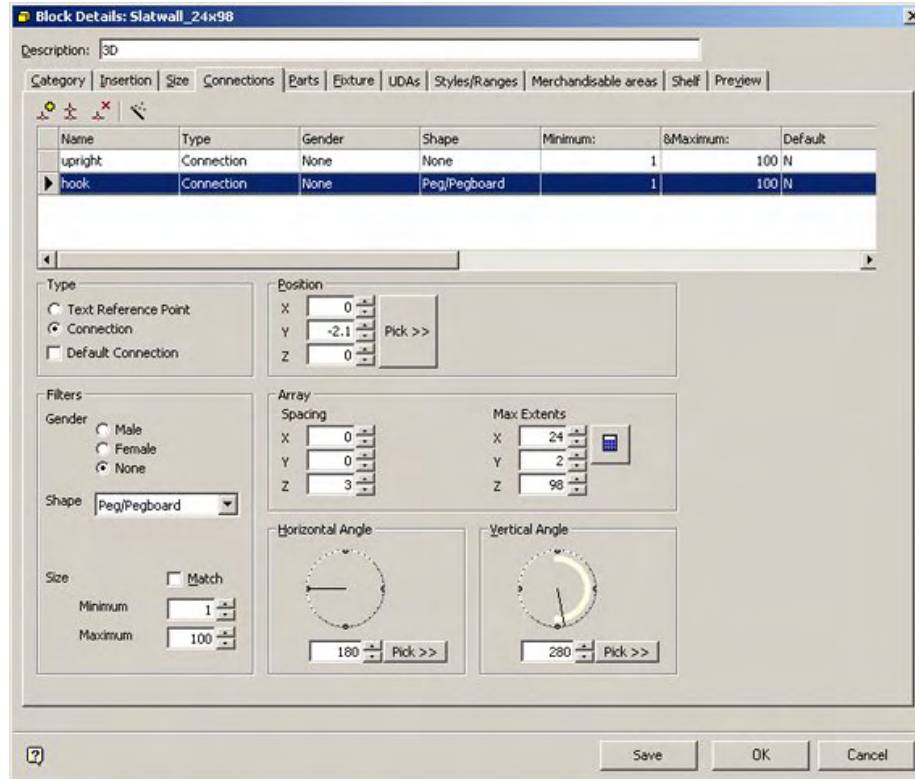 Block Details: Slatwall_24x98
Description: 3D
Category Insertion Size Connections Parts Fixture UDAs Styles/Ranges Merchandisable areas Shelf Preview
Name Type Gender Shape Minimum: &Maximum: Default
upright Connection None None 1 100 N
hook Connection None Peg/Pegboard 1 100 N
Type
Text Reference Point
Connection
Default Connection
Position
X 0
Y -2.1
Z 0
Pick >>
Filters
Gender
Male
Female
None
Shape Peg/Pegboard
Size Match
Minimum 1
Maximum 100
Array
Spacing Max Extents
X 0 X 24
Y 0 Y 2
Z 3 Z 98
Horizontal Angle
180 Pick >>
Vertical Angle
280 Pick >>
Save OK Cancel